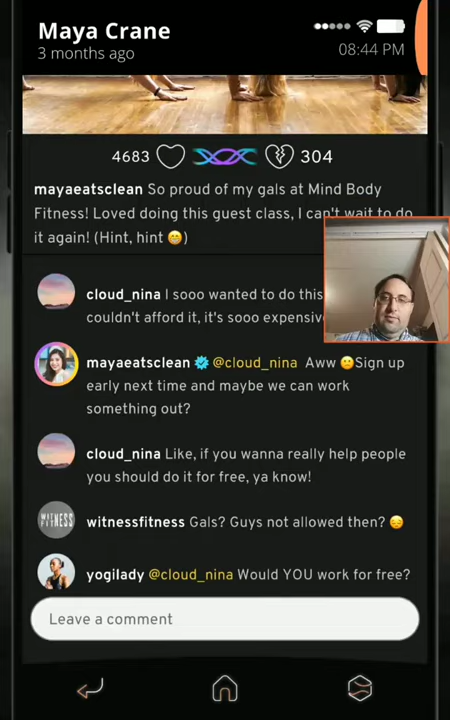 Maya Crane
3 months ago
08:44 PM
4683
304
mayaeatsclean So proud of my gals at Mind Body
Fitness! Loved doing this guest class, I can't wait to do
it again! (Hint, hint 😁)
cloud_nina I sooo wanted to do this
couldn't afford it, it's sooo expensiv
mayaeatsclean @cloud_nina Aww 🙁Sign up
early next time and maybe we can work
something out?
cloud_nina Like, if you wanna really help people
you should do it for free, ya know!
WITNESS
FITNESS
witnessfitness Gals? Guys not allowed then? 😔
yogilady @cloud_nina Would YOU work for free?
Leave a comment